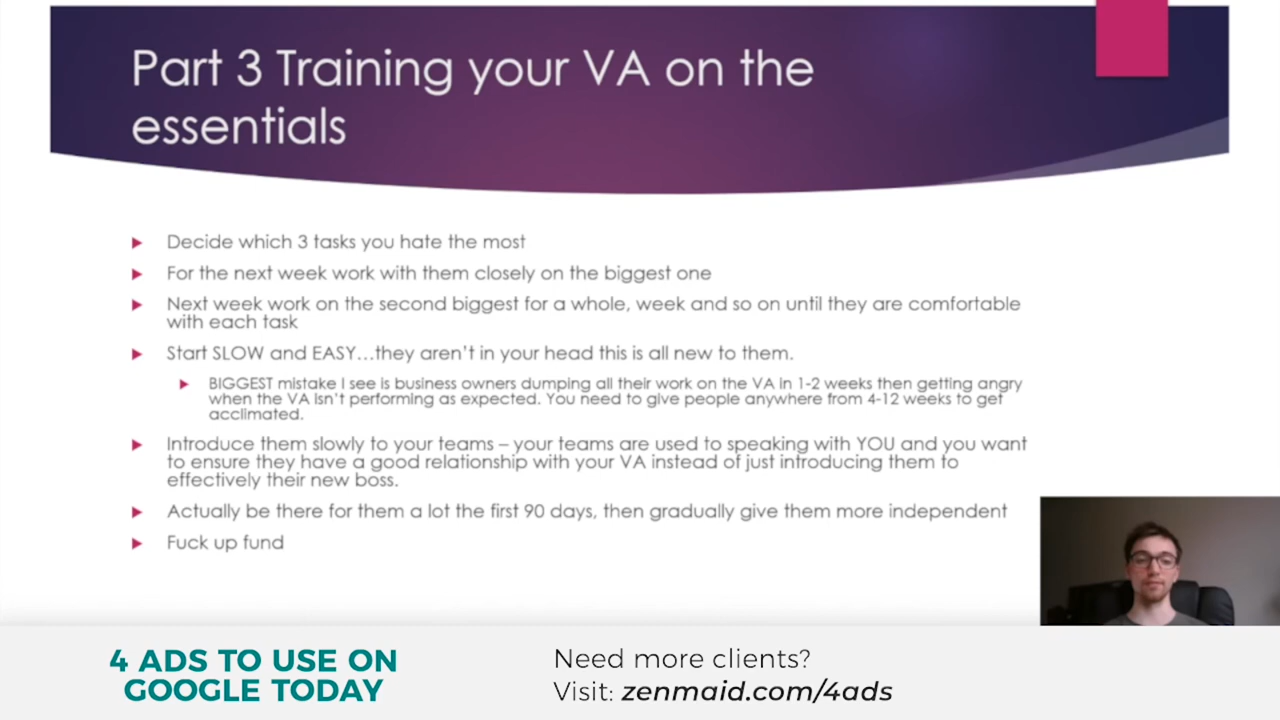 Part 3 Training your VA on the
essentials
Decide which 3 tasks you hate the most
For the next week work with them closely on the biggest one
Next week work on the second biggest for a whole, week and so on until they are comfortable
with each task
Start SLOW and EASY...they aren't in your head this is all new to them.
BIGGEST mistake I see is business owners dumping all their work on the VA in 1-2 weeks then getting angry
when the VA isn't performing as expected. You need to give people anywhere from 4-12 weeks to get
acclimated.
Introduce them slowly to your teams – your teams are used to speaking with YOU and you want
to ensure they have a good relationship with your VA instead of just introducing them to
effectively their new boss.
Actually be there for them a lot the first 90 days, then gradually give them more independent
Fuck up fund
4 ADS TO USE ON
GOOGLE TODAY
Need more clients?
Visit: zenmaid.com/4ads